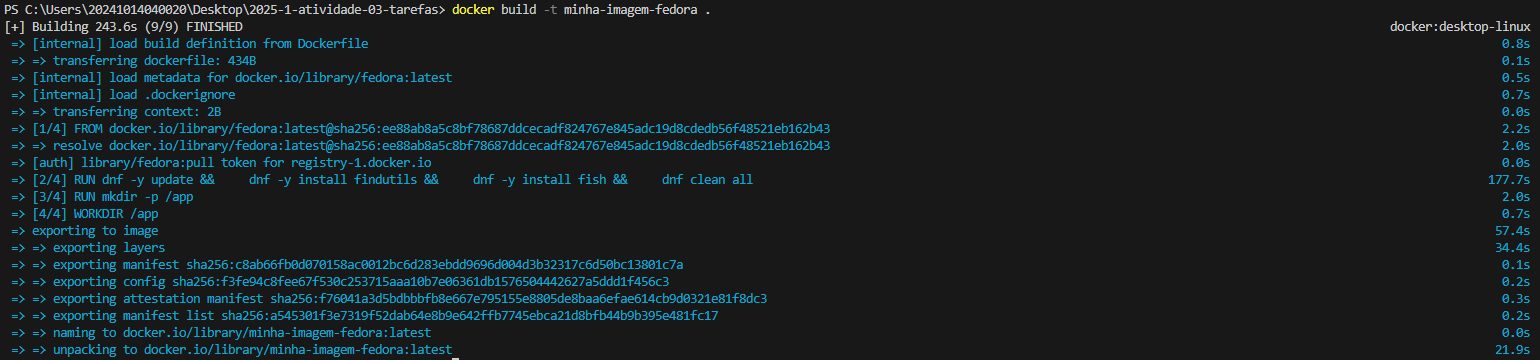 PS C:\Users\20241014040020\Desktop\2025-1-atividade-03-tarefas> docker build -t minha-imagem-fedora .
[+] Building 243.6s (9/9) FINISHED docker:desktop-linux
=> [internal] load build definition from Dockerfile 0.8s
=> => transferring dockerfile: 434B 0.1s
=> [internal] load metadata for docker.io/library/fedora:latest 0.5s
=> [internal] load .dockerignore 0.7s
=> => transferring context: 2B 0.0s
=> [1/4] FROM docker.io/library/fedora:latest@sha256:ee88ab8a5c8bf78687ddcecadf824767e845adc19d8cdedb56f48521eb162b43 2.2s
=> => resolve docker.io/library/fedora:latest@sha256:ee88ab8a5c8bf78687ddcecadf824767e845adc19d8cdedb56f48521eb162b43 2.0s
=> [auth] library/fedora:pull token for registry-1.docker.io 0.0s
=> [2/4] RUN dnf -y update &&     dnf -y install findutils &&     dnf -y install fish &&     dnf clean all 177.7s
=> [3/4] RUN mkdir -p /app 2.0s
=> [4/4] WORKDIR /app 0.7s
=> exporting to image 57.4s
=> => exporting layers 34.4s
=> => exporting manifest sha256:c8ab66fb0d070158ac0012bc6d283ebdd9696d004d3b32317c6d50bc13801c7a 0.1s
=> => exporting config sha256:f3fe94c8fee67f530c253715aaa10b7e06361db1576504442627a5ddd1f456c3 0.2s
=> => exporting attestation manifest sha256:f76041a3d5bdbbbfb8e667e795155e8805de8baa6efae614cb9d0321e81f8dc3 0.3s
=> => exporting manifest list sha256:a545301f3e7319f52dab64e8b9e642ffb7745ebca21d8bfb44b9b395e481fc17 0.2s
=> => naming to docker.io/library/minha-imagem-fedora:latest 0.0s
=> => unpacking to docker.io/library/minha-imagem-fedora:latest 21.9s